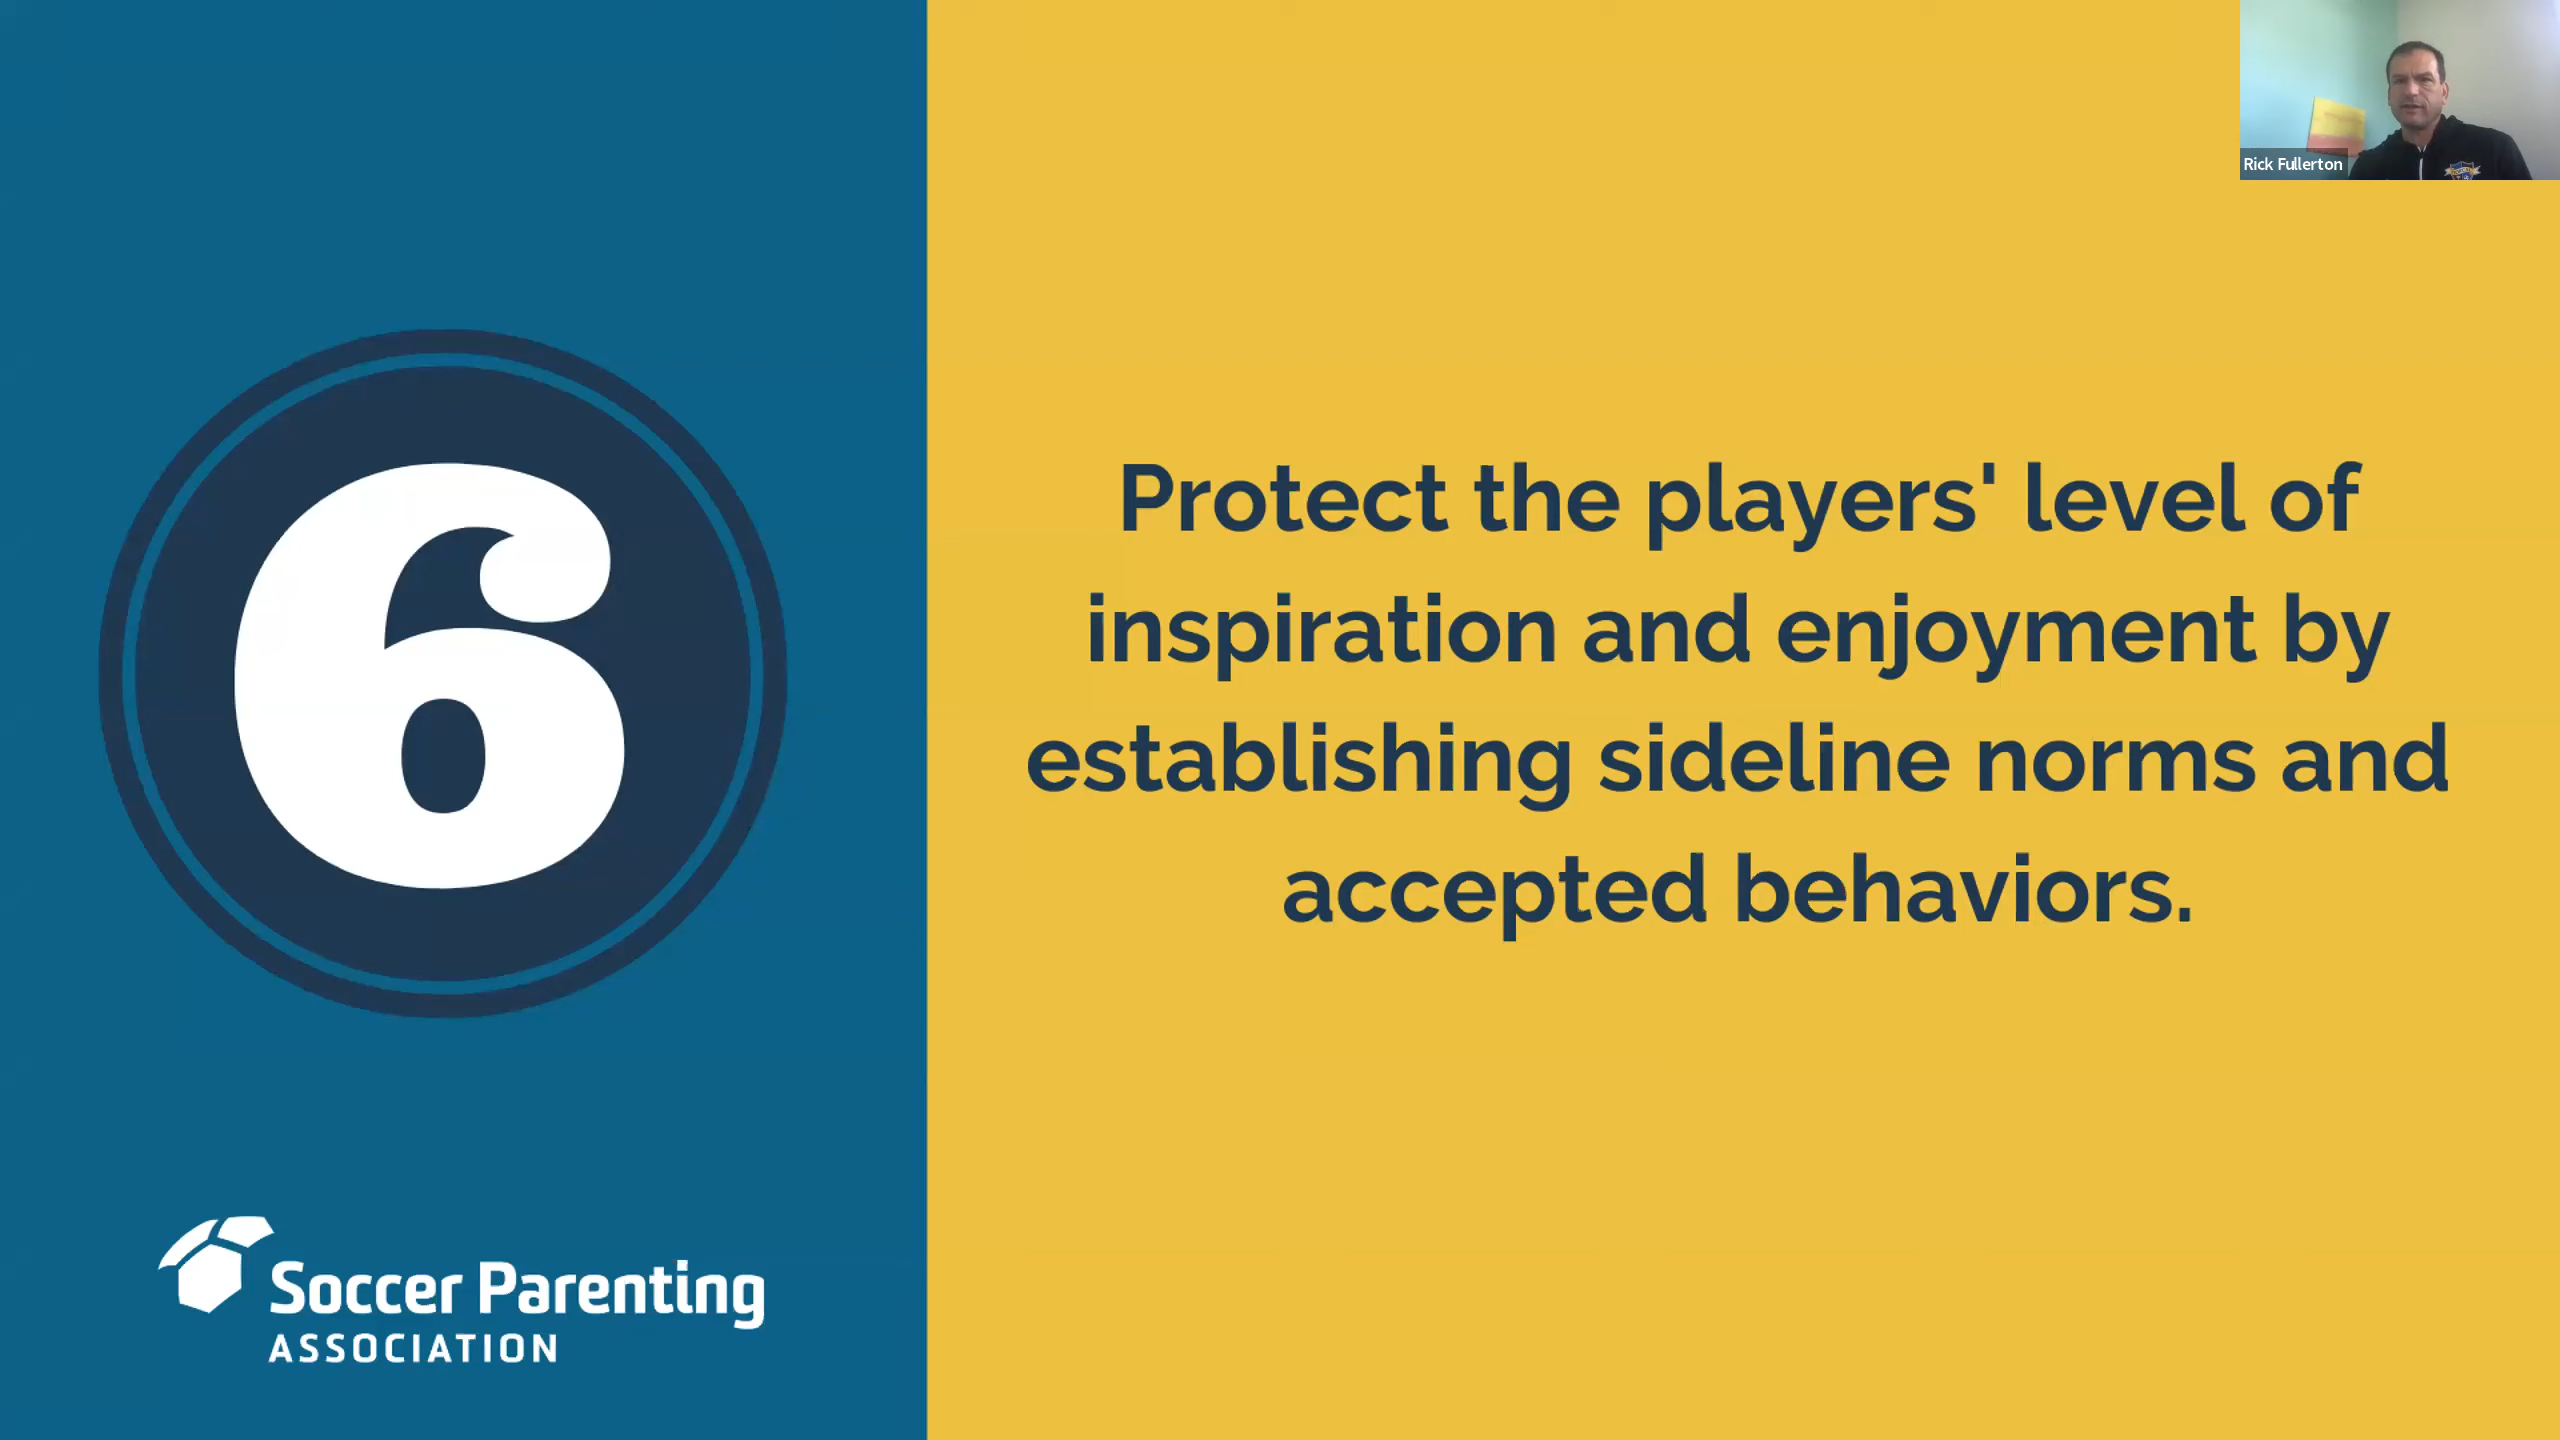 6
Protect the players' level of
inspiration and enjoyment by
establishing sideline norms and
accepted behaviors.
Soccer Parenting
ASSOCIATION
Rick Fullerton